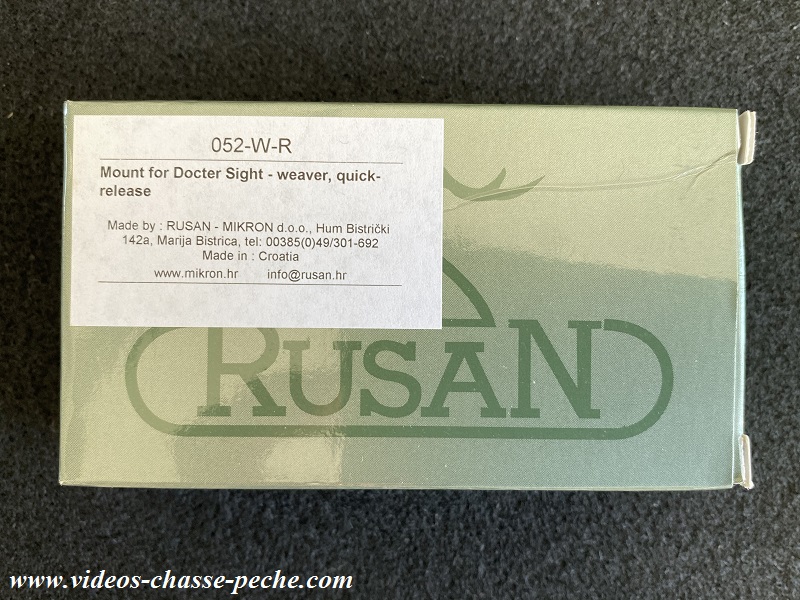 052-W-R
Mount for Docter Sight - weaver, quick-
release
Made by : RUSAN - MIKRON d.o.o., Hum Bistrički
142a, Marija Bistrica, tel: 00385(0)49/301-692
Made in : Croatia
www.mikron.hr info@rusan.hr
RUSAN
www.videos-chasse-peche.com